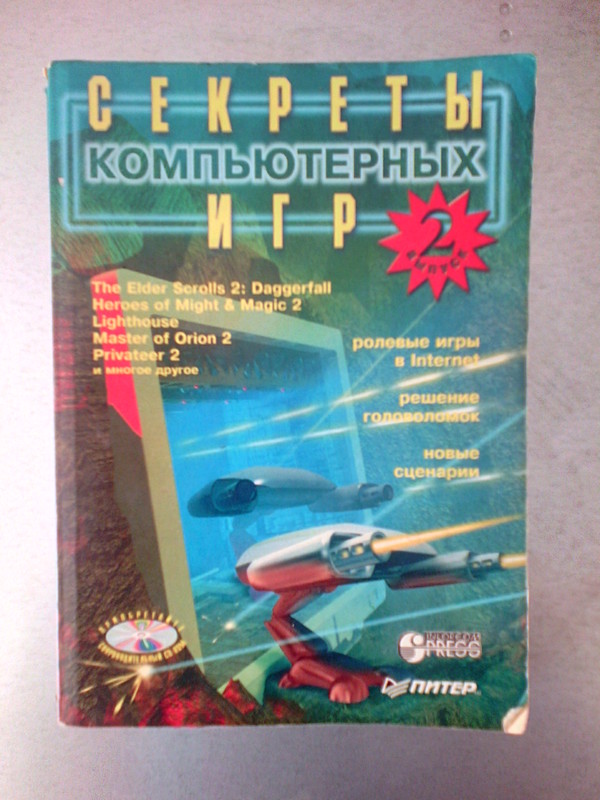 СЕКРЕТЫ
КОМПЬЮТЕРНЫХ
ИГР
2
ВЫПУСК
The Elder Scrolls 2: Daggerfall
Heroes of Might & Magic 2
Lighthouse
Master of Orion 2
Privateer 2
и многое другое
ролевые игры
в Internet
решение
головоломок
новые
сценарии
PRESS
ПИТЕР